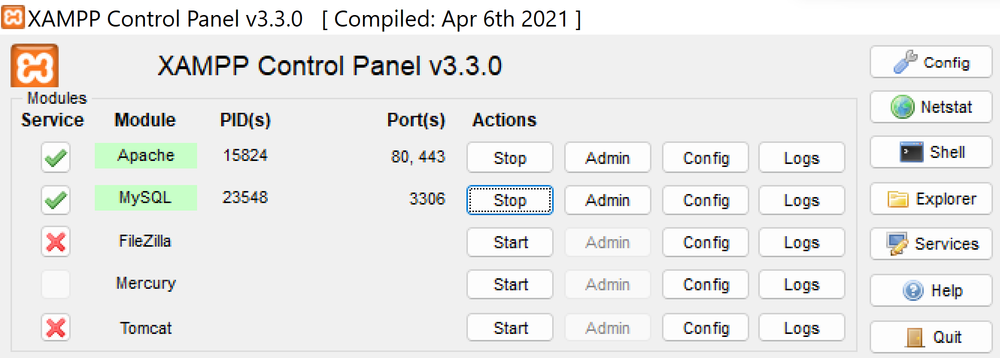 XAMPP Control Panel v3.3.0 [ Compiled: Apr 6th 2021 ]
XAMPP Control Panel v3.3.0
Config
Modules
Netstat
Service Module PID(s) Port(s) Actions
Apache 15824 80, 443 Stop Admin Config Logs
Shell
MySQL 23548 3306 Stop Admin Config Logs
Explorer
FileZilla Start Admin Config Logs
Services
Mercury Start Admin Config Logs
Help
Tomcat Start Admin Config Logs
Quit